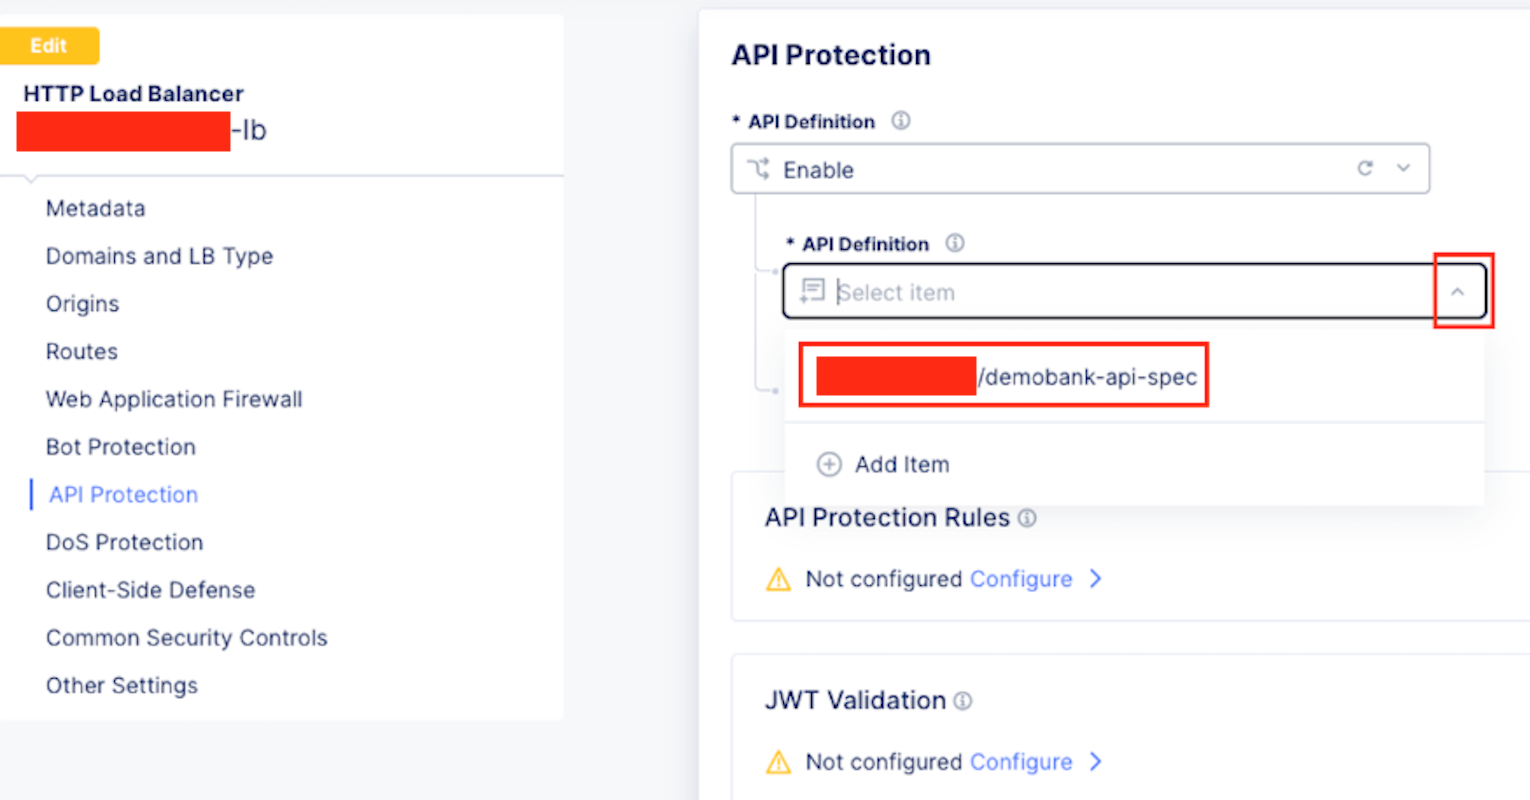 Edit
HTTP Load Balancer
-lb
Metadata
Domains and LB Type
Origins
Routes
Web Application Firewall
Bot Protection
API Protection
DoS Protection
Client-Side Defense
Common Security Controls
Other Settings
API Protection
* API Definition
Enable
* API Definition
Select item
/demobank-api-spec
Add Item
API Protection Rules
Not configured Configure
JWT Validation
Not configured Configure